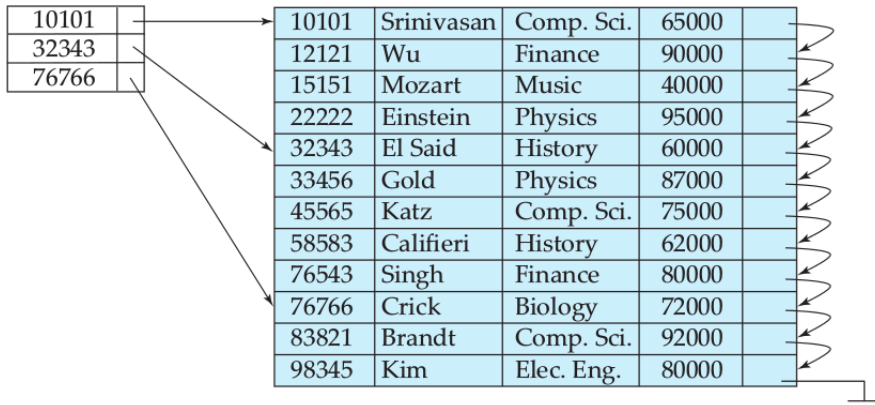 10101 10101 Srinivasan Comp. Sci. 65000
32343 12121 Wu Finance 90000
76766 15151 Mozart Music 40000
22222 Einstein Physics 95000
32343 El Said History 60000
33456 Gold Physics 87000
45565 Katz Comp. Sci. 75000
58583 Califieri History 62000
76543 Singh Finance 80000
76766 Crick Biology 72000
83821 Brandt Comp. Sci. 92000
98345 Kim Elec. Eng. 80000